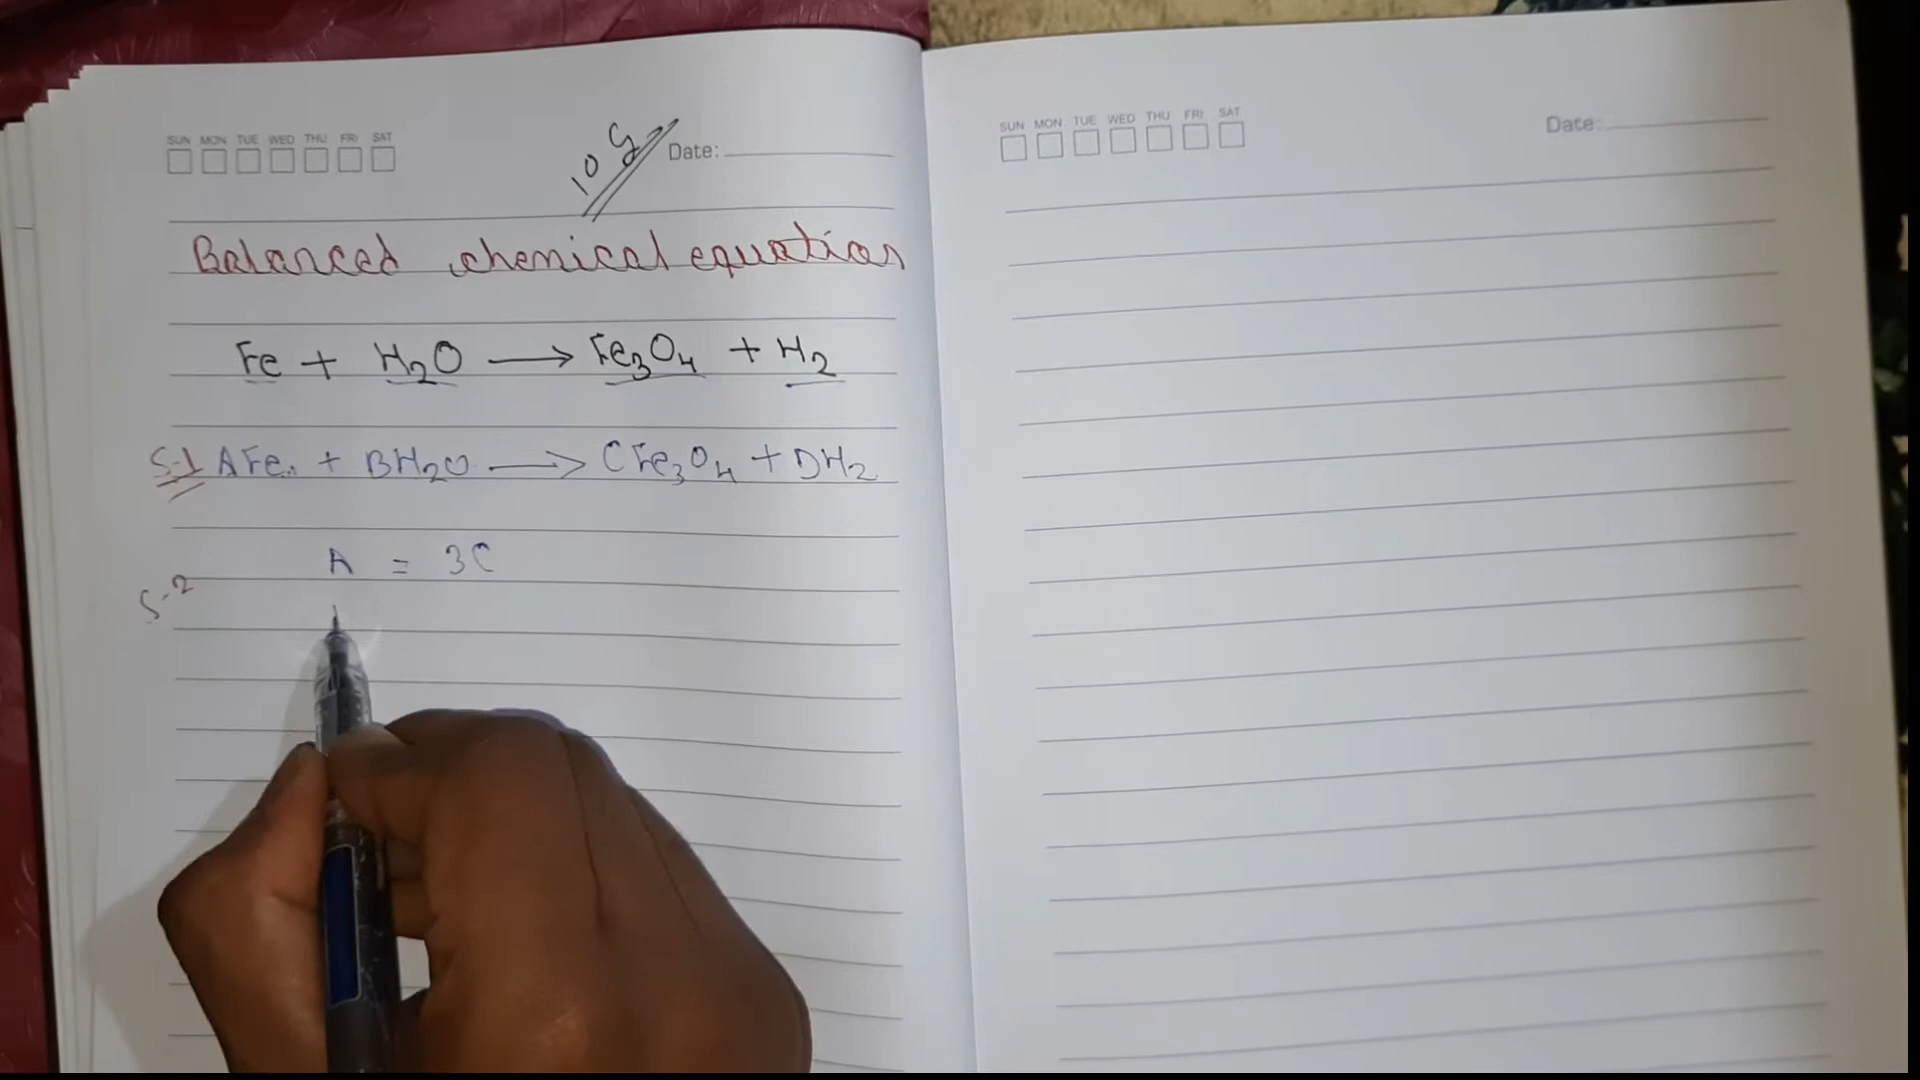 SUN MON TUE WED THU FRI SAT
10 G
Date:
Balanced chemical equation
Fe + H₂O ⟶ Fe₃O₄ + H₂
S-1 AFe + BH₂O ⟶ CFe₃O₄ + DH₂
A = 3C
S-2
SUN MON TUE WED THU FRI SAT
Date: